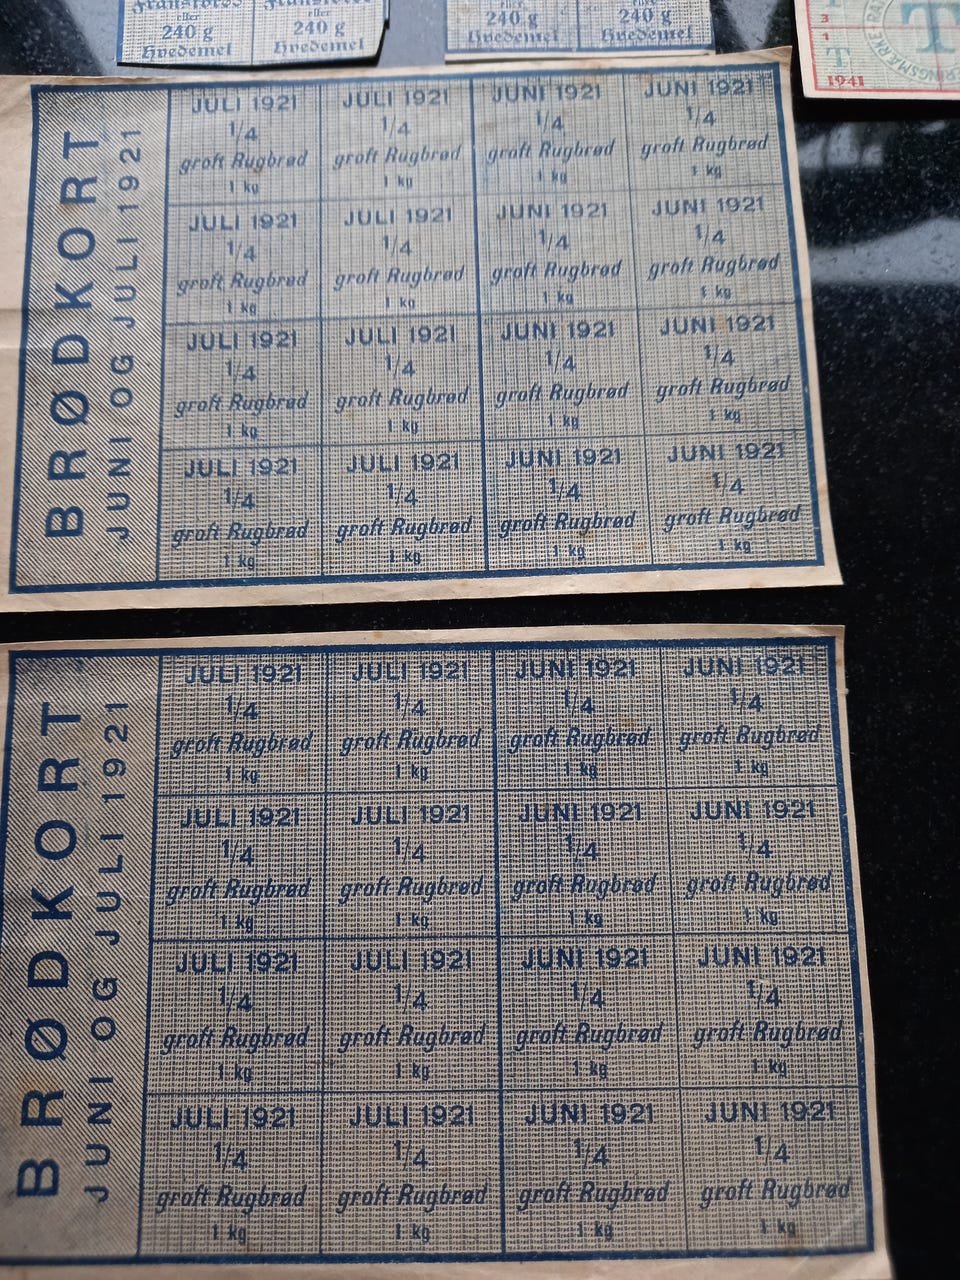 Franskbrød
eller
240 g
Hvedemel
eller
240 g
Hvedemel
240 g
Hvedemel
240 g
Hvedemel
3
1
T
1941
T
BRØDKORT
JUNI OG JULI 1921
JULI 1921 JULI 1921 JUNI 1921 JUNI 1921
1/4 1/4 1/4 1/4
groft Rugbrød groft Rugbrød groft Rugbrød groft Rugbrød
1 kg 1 kg 1 kg 1 kg
JULI 1921 JULI 1921 JUNI 1921 JUNI 1921
1/4 1/4 1/4 1/4
groft Rugbrød groft Rugbrød groft Rugbrød groft Rugbrød
1 kg 1 kg 1 kg 1 kg
JULI 1921 JULI 1921 JUNI 1921 JUNI 1921
1/4 1/4 1/4 1/4
groft Rugbrød groft Rugbrød groft Rugbrød groft Rugbrød
1 kg 1 kg 1 kg 1 kg
JULI 1921 JULI 1921 JUNI 1921 JUNI 1921
1/4 1/4 1/4 1/4
groft Rugbrød groft Rugbrød groft Rugbrød groft Rugbrød
1 kg 1 kg 1 kg 1 kg
BRØDKORT
JUNI OG JULI 1921
JULI 1921 JULI 1921 JUNI 1921 JUNI 1921
1/4 1/4 1/4 1/4
groft Rugbrød groft Rugbrød groft Rugbrød groft Rugbrød
1 kg 1 kg 1 kg 1 kg
JULI 1921 JULI 1921 JUNI 1921 JUNI 1921
1/4 1/4 1/4 1/4
groft Rugbrød groft Rugbrød groft Rugbrød groft Rugbrød
1 kg 1 kg 1 kg 1 kg
JULI 1921 JULI 1921 JUNI 1921 JUNI 1921
1/4 1/4 1/4 1/4
groft Rugbrød groft Rugbrød groft Rugbrød groft Rugbrød
1 kg 1 kg 1 kg 1 kg
JULI 1921 JULI 1921 JUNI 1921 JUNI 1921
1/4 1/4 1/4 1/4
groft Rugbrød groft Rugbrød groft Rugbrød groft Rugbrød
1 kg 1 kg 1 kg 1 kg